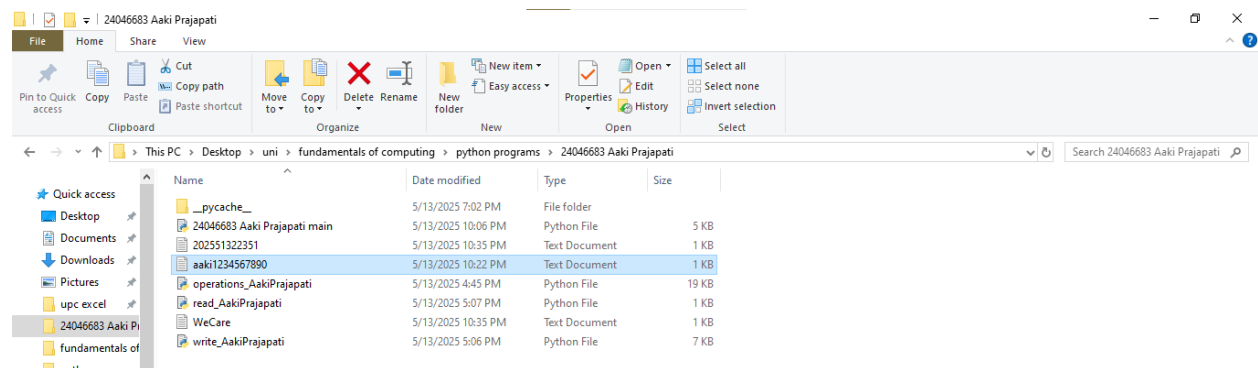 24046683 Aaki Prajapati
File Home Share View
Pin to Quick access
Copy
Paste
Cut
Copy path
Paste shortcut
Clipboard
Move to
Copy to
Delete
Rename
Organize
New folder
New item
Easy access
New
Properties
Open
Edit
History
Open
Select all
Select none
Invert selection
Select
This PC > Desktop > uni > fundamentals of computing > python programs > 24046683 Aaki Prajapati
Search 24046683 Aaki Prajapati
Quick access
Desktop
Documents
Downloads
Pictures
upc excel
24046683 Aaki Pr
fundamentals of
Name Date modified Type Size
__pycache__ 5/13/2025 7:02 PM File folder
24046683 Aaki Prajapati main 5/13/2025 10:06 PM Python File 5 KB
202551322351 5/13/2025 10:35 PM Text Document 1 KB
aaki1234567890 5/13/2025 10:22 PM Text Document 1 KB
operations_AakiPrajapati 5/13/2025 4:45 PM Python File 19 KB
read_AakiPrajapati 5/13/2025 5:07 PM Python File 1 KB
WeCare 5/13/2025 10:35 PM Text Document 1 KB
write_AakiPrajapati 5/13/2025 5:06 PM Python File 7 KB